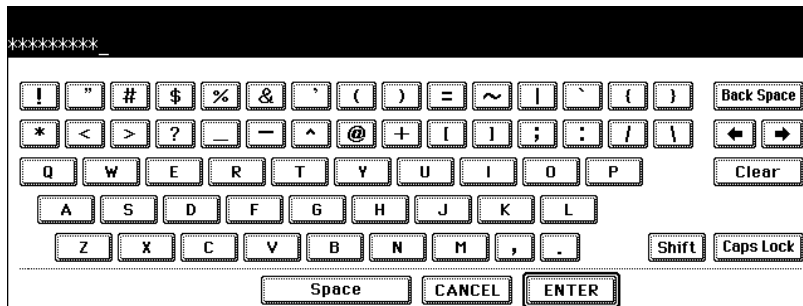 *********_
! " # $ % & ' ( ) = ~ | ` { } Back Space
* < > ? _ - ^ @ + [ ] ; : / \ ← →
Q W E R T Y U I O P Clear
A S D F G H J K L
Z X C V B N M , . Shift Caps Lock
Space CANCEL ENTER